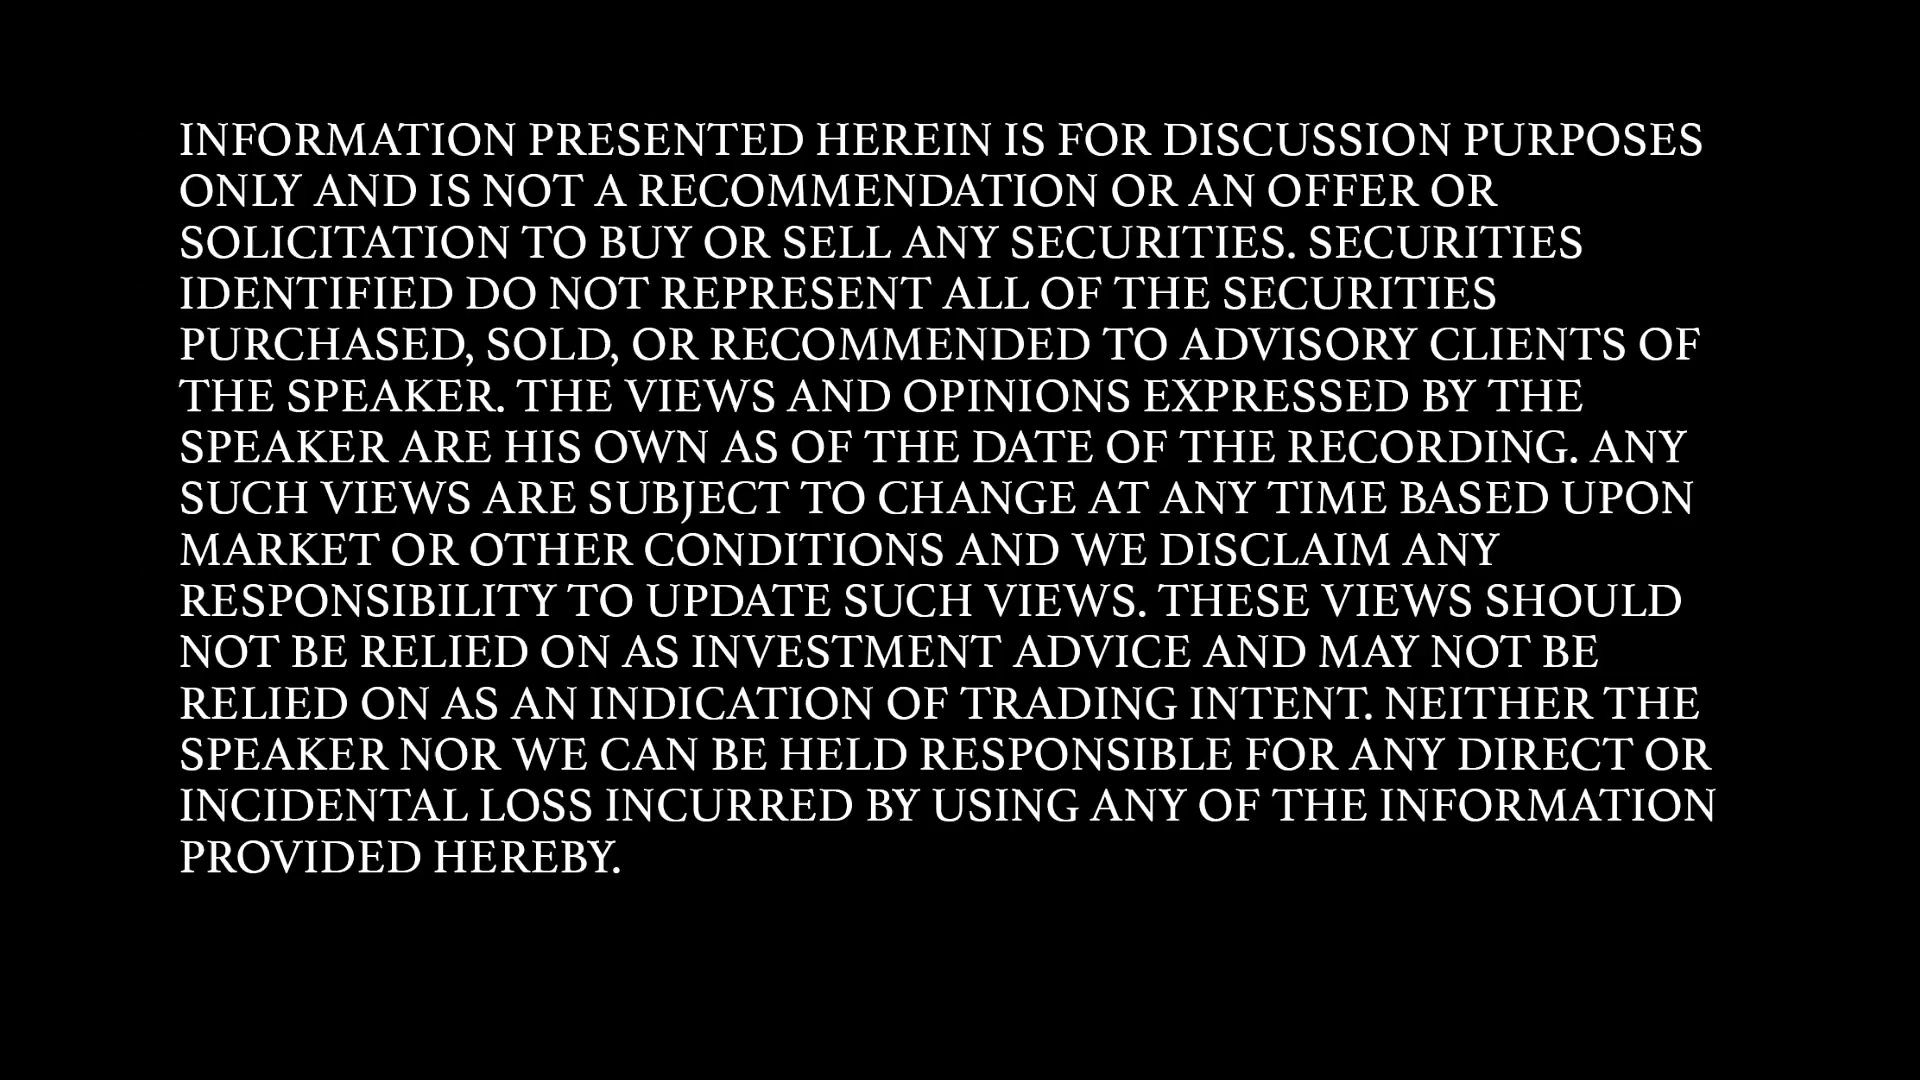 INFORMATION PRESENTED HEREIN IS FOR DISCUSSION PURPOSES
ONLY AND IS NOT A RECOMMENDATION OR AN OFFER OR
SOLICITATION TO BUY OR SELL ANY SECURITIES. SECURITIES
IDENTIFIED DO NOT REPRESENT ALL OF THE SECURITIES
PURCHASED, SOLD, OR RECOMMENDED TO ADVISORY CLIENTS OF
THE SPEAKER. THE VIEWS AND OPINIONS EXPRESSED BY THE
SPEAKER ARE HIS OWN AS OF THE DATE OF THE RECORDING. ANY
SUCH VIEWS ARE SUBJECT TO CHANGE AT ANY TIME BASED UPON
MARKET OR OTHER CONDITIONS AND WE DISCLAIM ANY
RESPONSIBILITY TO UPDATE SUCH VIEWS. THESE VIEWS SHOULD
NOT BE RELIED ON AS INVESTMENT ADVICE AND MAY NOT BE
RELIED ON AS AN INDICATION OF TRADING INTENT. NEITHER THE
SPEAKER NOR WE CAN BE HELD RESPONSIBLE FOR ANY DIRECT OR
INCIDENTAL LOSS INCURRED BY USING ANY OF THE INFORMATION
PROVIDED HEREBY.